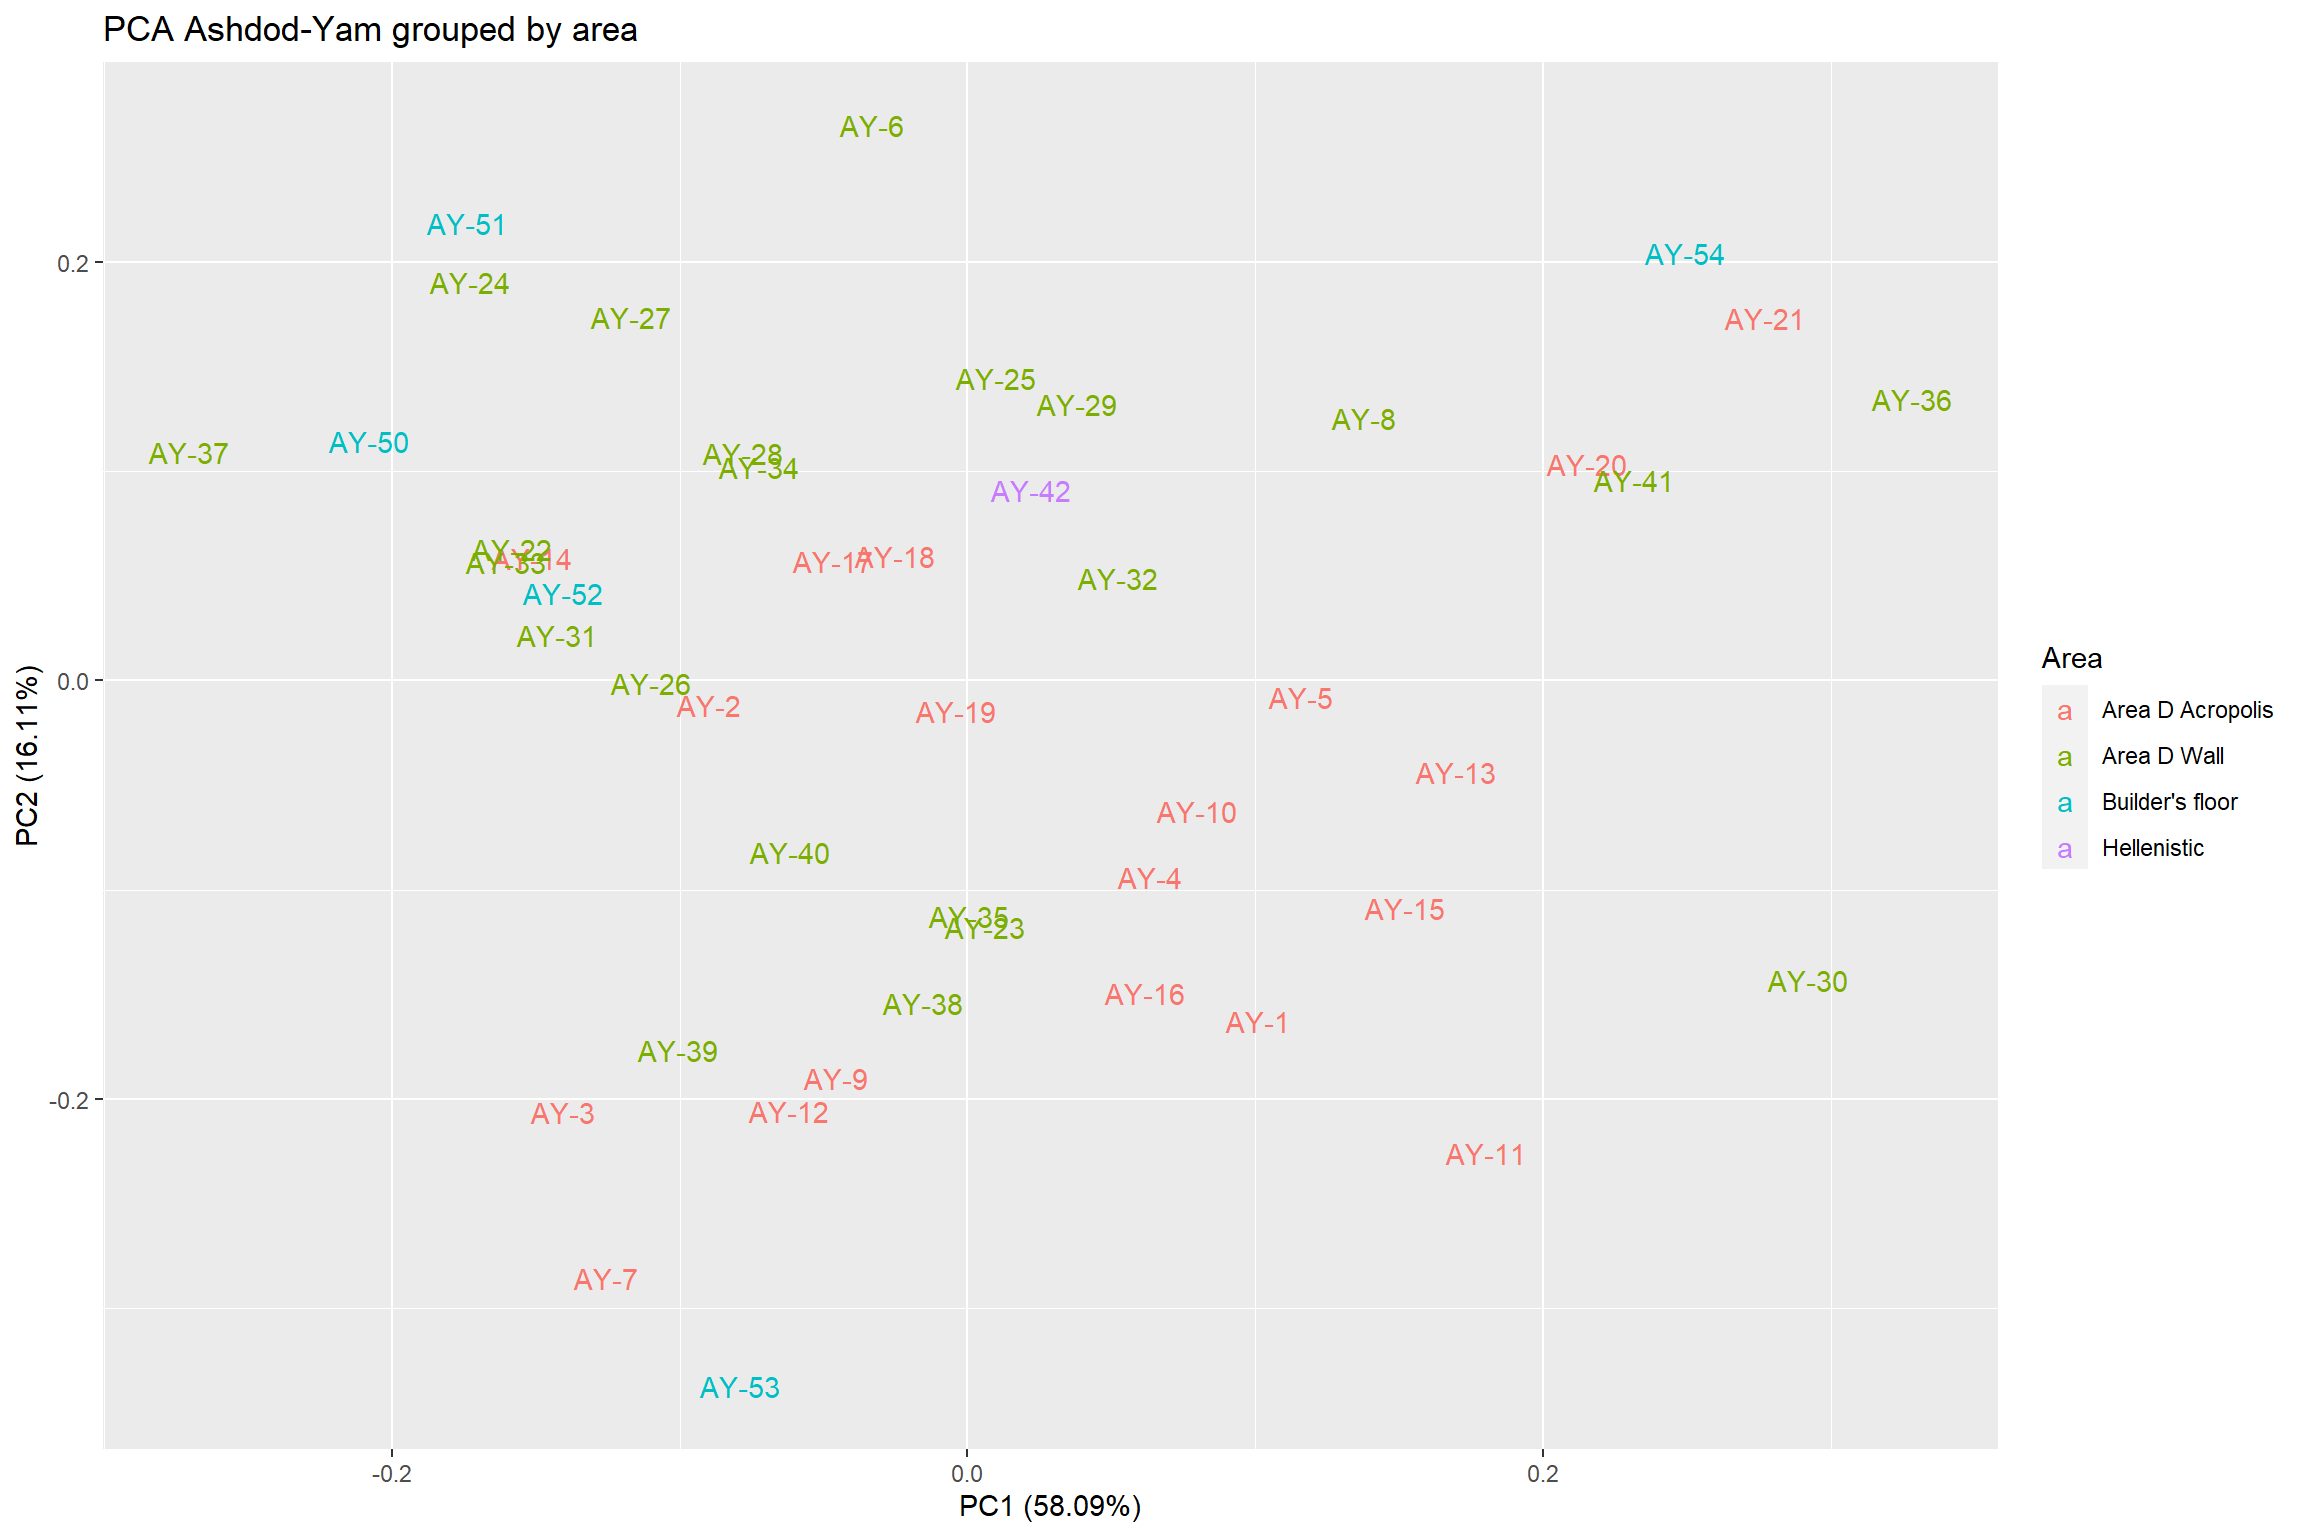 PCA Ashdod-Yam grouped by area
AY-6
AY-51
0.2
AY-54
AY-24
AY-27
AY-21
AY-25
AY-36
AY-29
AY-8
AY-50
AY-37
AY-28
AY-20
AY-34
AY-41
AY-42
AY-22
AY-18
AY-14
AY-17
AY-33
AY-32
AY-52
AY-31
Area
0.0
AY-26
AY-5
AY-2
a Area D Acropolis
AY-19
PC2 (16.11%)
a Area D Wall
AY-13
a Builder's floor
AY-10
a Hellenistic
AY-40
AY-4
AY-15
AY-35
AY-23
AY-30
AY-16
AY-38
AY-1
AY-39
AY-9
-0.2
AY-3
AY-12
AY-11
AY-7
AY-53
-0.2 0.0 0.2
PC1 (58.09%)